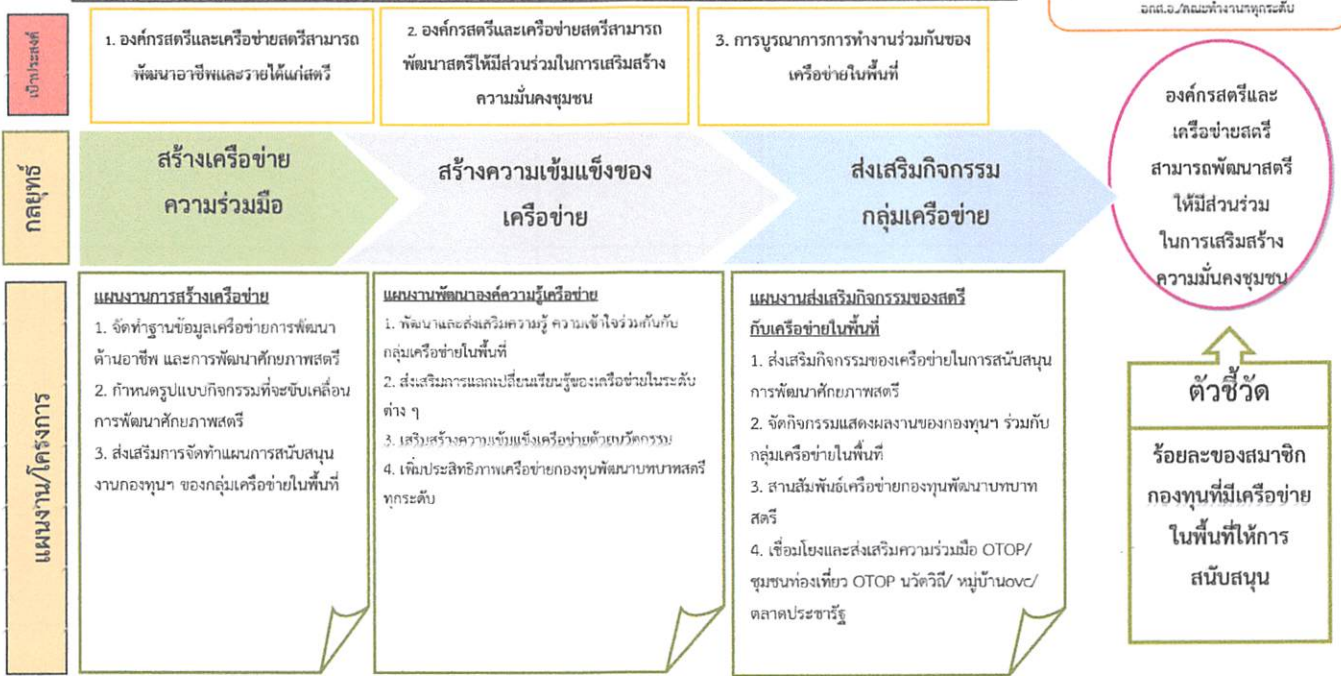 อกส.อ./คณะทำงานทุกระดับ
เป้าประสงค์
1. องค์กรสตรีและเครือข่ายสตรีสามารถ
พัฒนาอาชีพและรายได้แก่สตรี
2. องค์กรสตรีและเครือข่ายสตรีสามารถ
พัฒนาสตรีให้มีส่วนร่วมในการเสริมสร้าง
ความมั่นคงชุมชน
3. การบูรณาการการทำงานร่วมกันของ
เครือข่ายในพื้นที่
กลยุทธ์
สร้างเครือข่าย
ความร่วมมือ
สร้างความเข้มแข็งของ
เครือข่าย
ส่งเสริมกิจกรรม
กลุ่มเครือข่าย
องค์กรสตรีและ
เครือข่ายสตรี
สามารถพัฒนาสตรี
ให้มีส่วนร่วม
ในการเสริมสร้าง
ความมั่นคงชุมชน
แผนงาน/โครงการ
แผนงานการสร้างเครือข่าย
1. จัดทำฐานข้อมูลเครือข่ายการพัฒนา
ด้านอาชีพ และการพัฒนาศักยภาพสตรี
2. กำหนดรูปแบบกิจกรรมที่จะขับเคลื่อน
การพัฒนาศักยภาพสตรี
3. ส่งเสริมการจัดทำแผนการสนับสนุน
งานกองทุนฯ ของกลุ่มเครือข่ายในพื้นที่
แผนงานพัฒนาองค์ความรู้เครือข่าย
1. พัฒนาและส่งเสริมความรู้ ความเข้าใจร่วมกันกับ
กลุ่มเครือข่ายในพื้นที่
2. ส่งเสริมการแลกเปลี่ยนเรียนรู้ของเครือข่ายในระดับ
ต่าง ๆ
3. เสริมสร้างความเข้มแข็งเครือข่ายด้วยนวัตกรรม
4. เพิ่มประสิทธิภาพเครือข่ายกองทุนพัฒนาบทบาทสตรี
ทุกระดับ
แผนงานส่งเสริมกิจกรรมของสตรี
กับเครือข่ายในพื้นที่
1. ส่งเสริมกิจกรรมของเครือข่ายในการสนับสนุน
การพัฒนาศักยภาพสตรี
2. จัดกิจกรรมแสดงผลงานของกองทุนฯ ร่วมกับ
กลุ่มเครือข่ายในพื้นที่
3. สานสัมพันธ์เครือข่ายกองทุนพัฒนาบทบาท
สตรี
4. เชื่อมโยงและส่งเสริมความร่วมมือ OTOP/
ชุมชนท่องเที่ยว OTOP นวัตวิถี/ หมู่บ้านovc/
ตลาดประชารัฐ
ตัวชี้วัด
ร้อยละของสมาชิก
กองทุนที่มีเครือข่าย
ในพื้นที่ให้การ
สนับสนุน